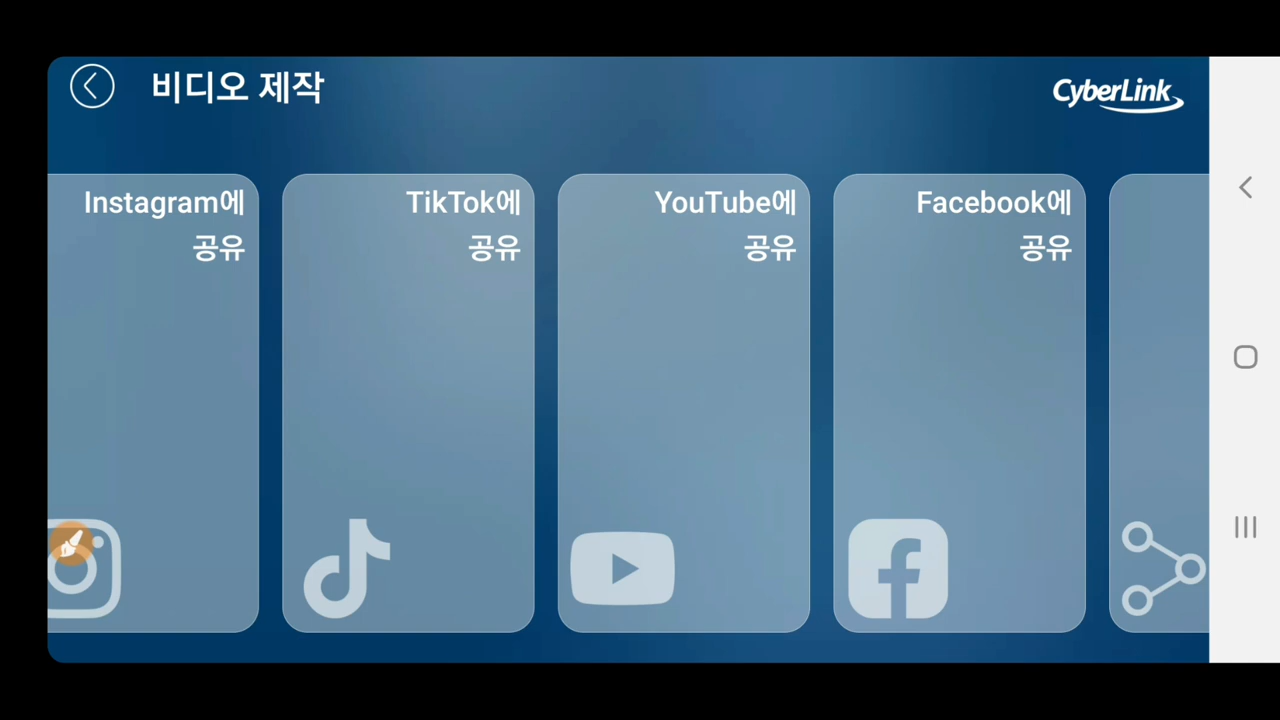 비디오 제작
CyberLink
Instagram에
공유
TikTok에
공유
YouTube에
공유
Facebook에
공유